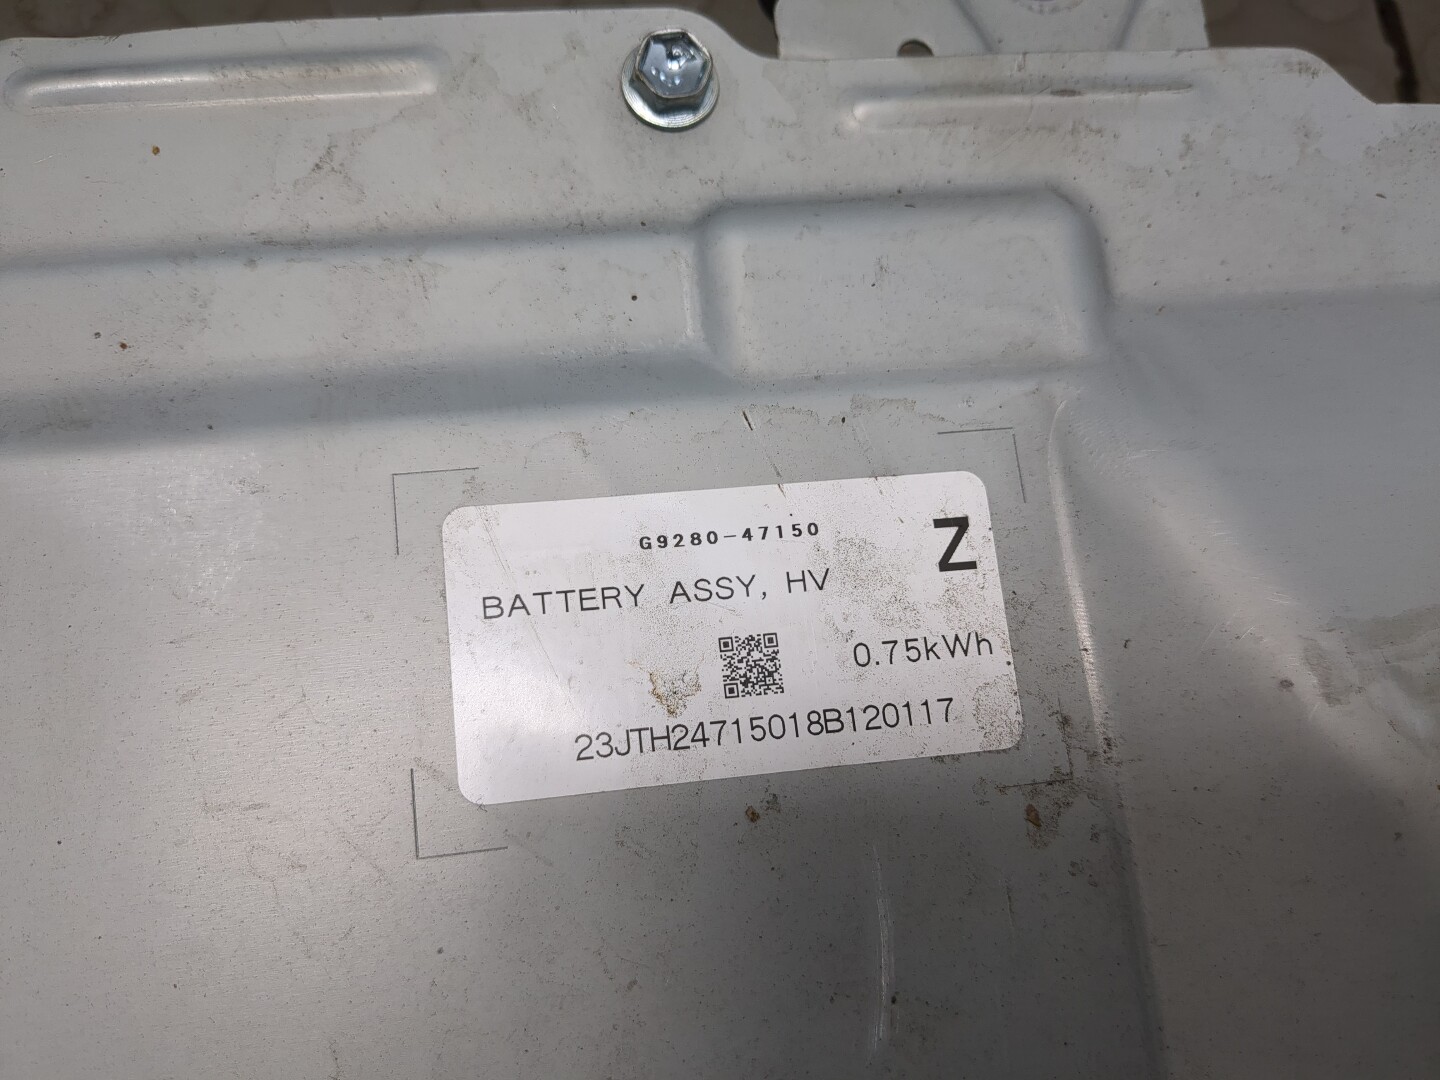 G9280-47150
Z
BATTERY ASSY, HV
0.75kWh
23JTH24715018B120117